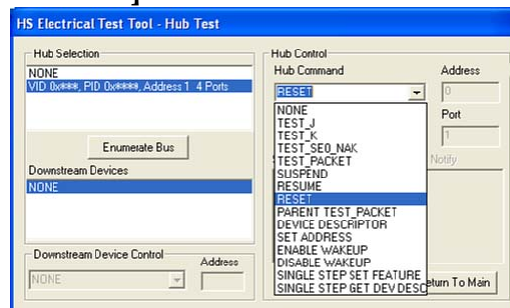 HS Electrical Test Tool - Hub Test
Hub Selection
NONE
VID 0x***, PID 0x***, Address 1 4 Ports
Enumerate Bus
Downstream Devices
NONE
Downstream Device Control
Address
NONE
Hub Control
Hub Command
Address
RESET
0
Port
1
NONE
TEST_J
TEST_K
TEST_SE0_NAK
TEST_PACKET
SUSPEND
RESUME
RESET
PARENT TEST_PACKET
DEVICE DESCRIPTOR
SET ADDRESS
ENABLE WAKEUP
DISABLE WAKEUP
SINGLE STEP SET FEATURE
SINGLE STEP GET DEV DESC
Notify
eturn To Main